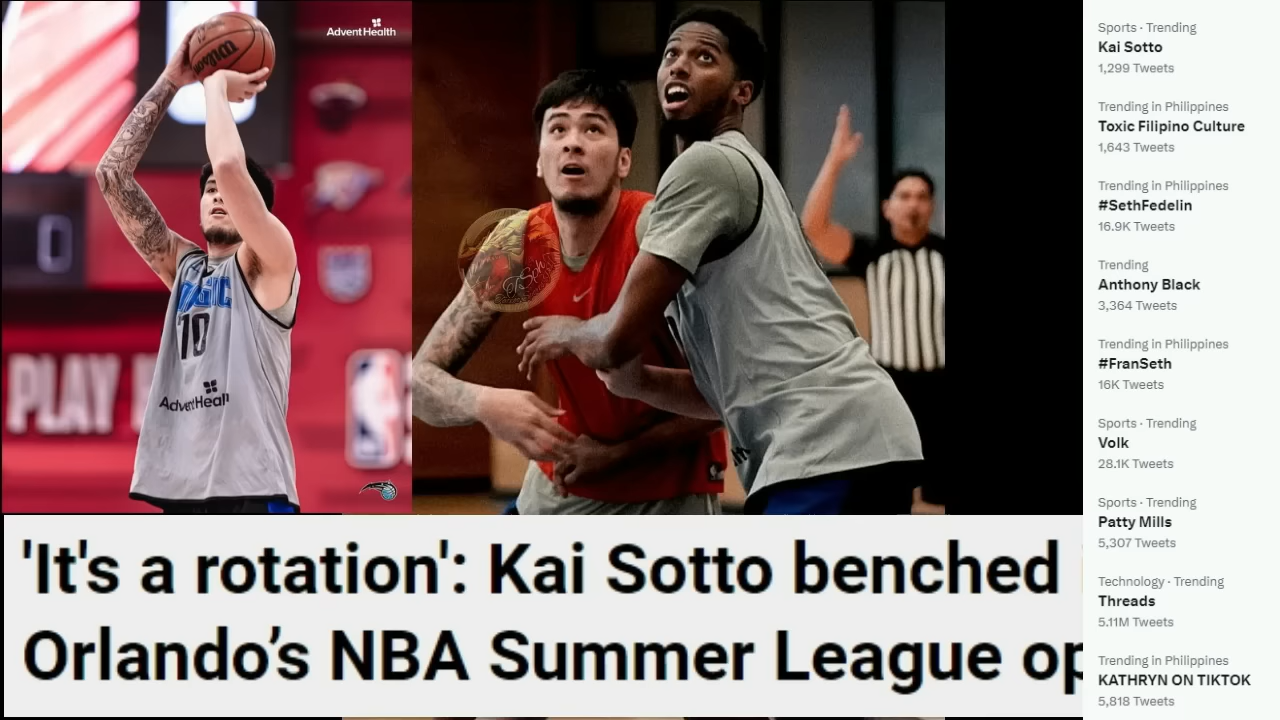 AdventHealth
Wilson
0
MAGIC
10
AdventHealth
PLAY
'It's a rotation': Kai Sotto benched
Orlando’s NBA Summer League op
Sports · Trending
Kai Sotto
1,299 Tweets
Trending in Philippines
Toxic Filipino Culture
1,643 Tweets
Trending in Philippines
#SethFedelin
16.9K Tweets
Trending
Anthony Black
3,364 Tweets
Trending in Philippines
#FranSeth
16K Tweets
Sports · Trending
Volk
28.1K Tweets
Sports · Trending
Patty Mills
5,307 Tweets
Technology · Trending
Threads
5.11M Tweets
Trending in Philippines
KATHRYN ON TIKTOK
5,818 Tweets